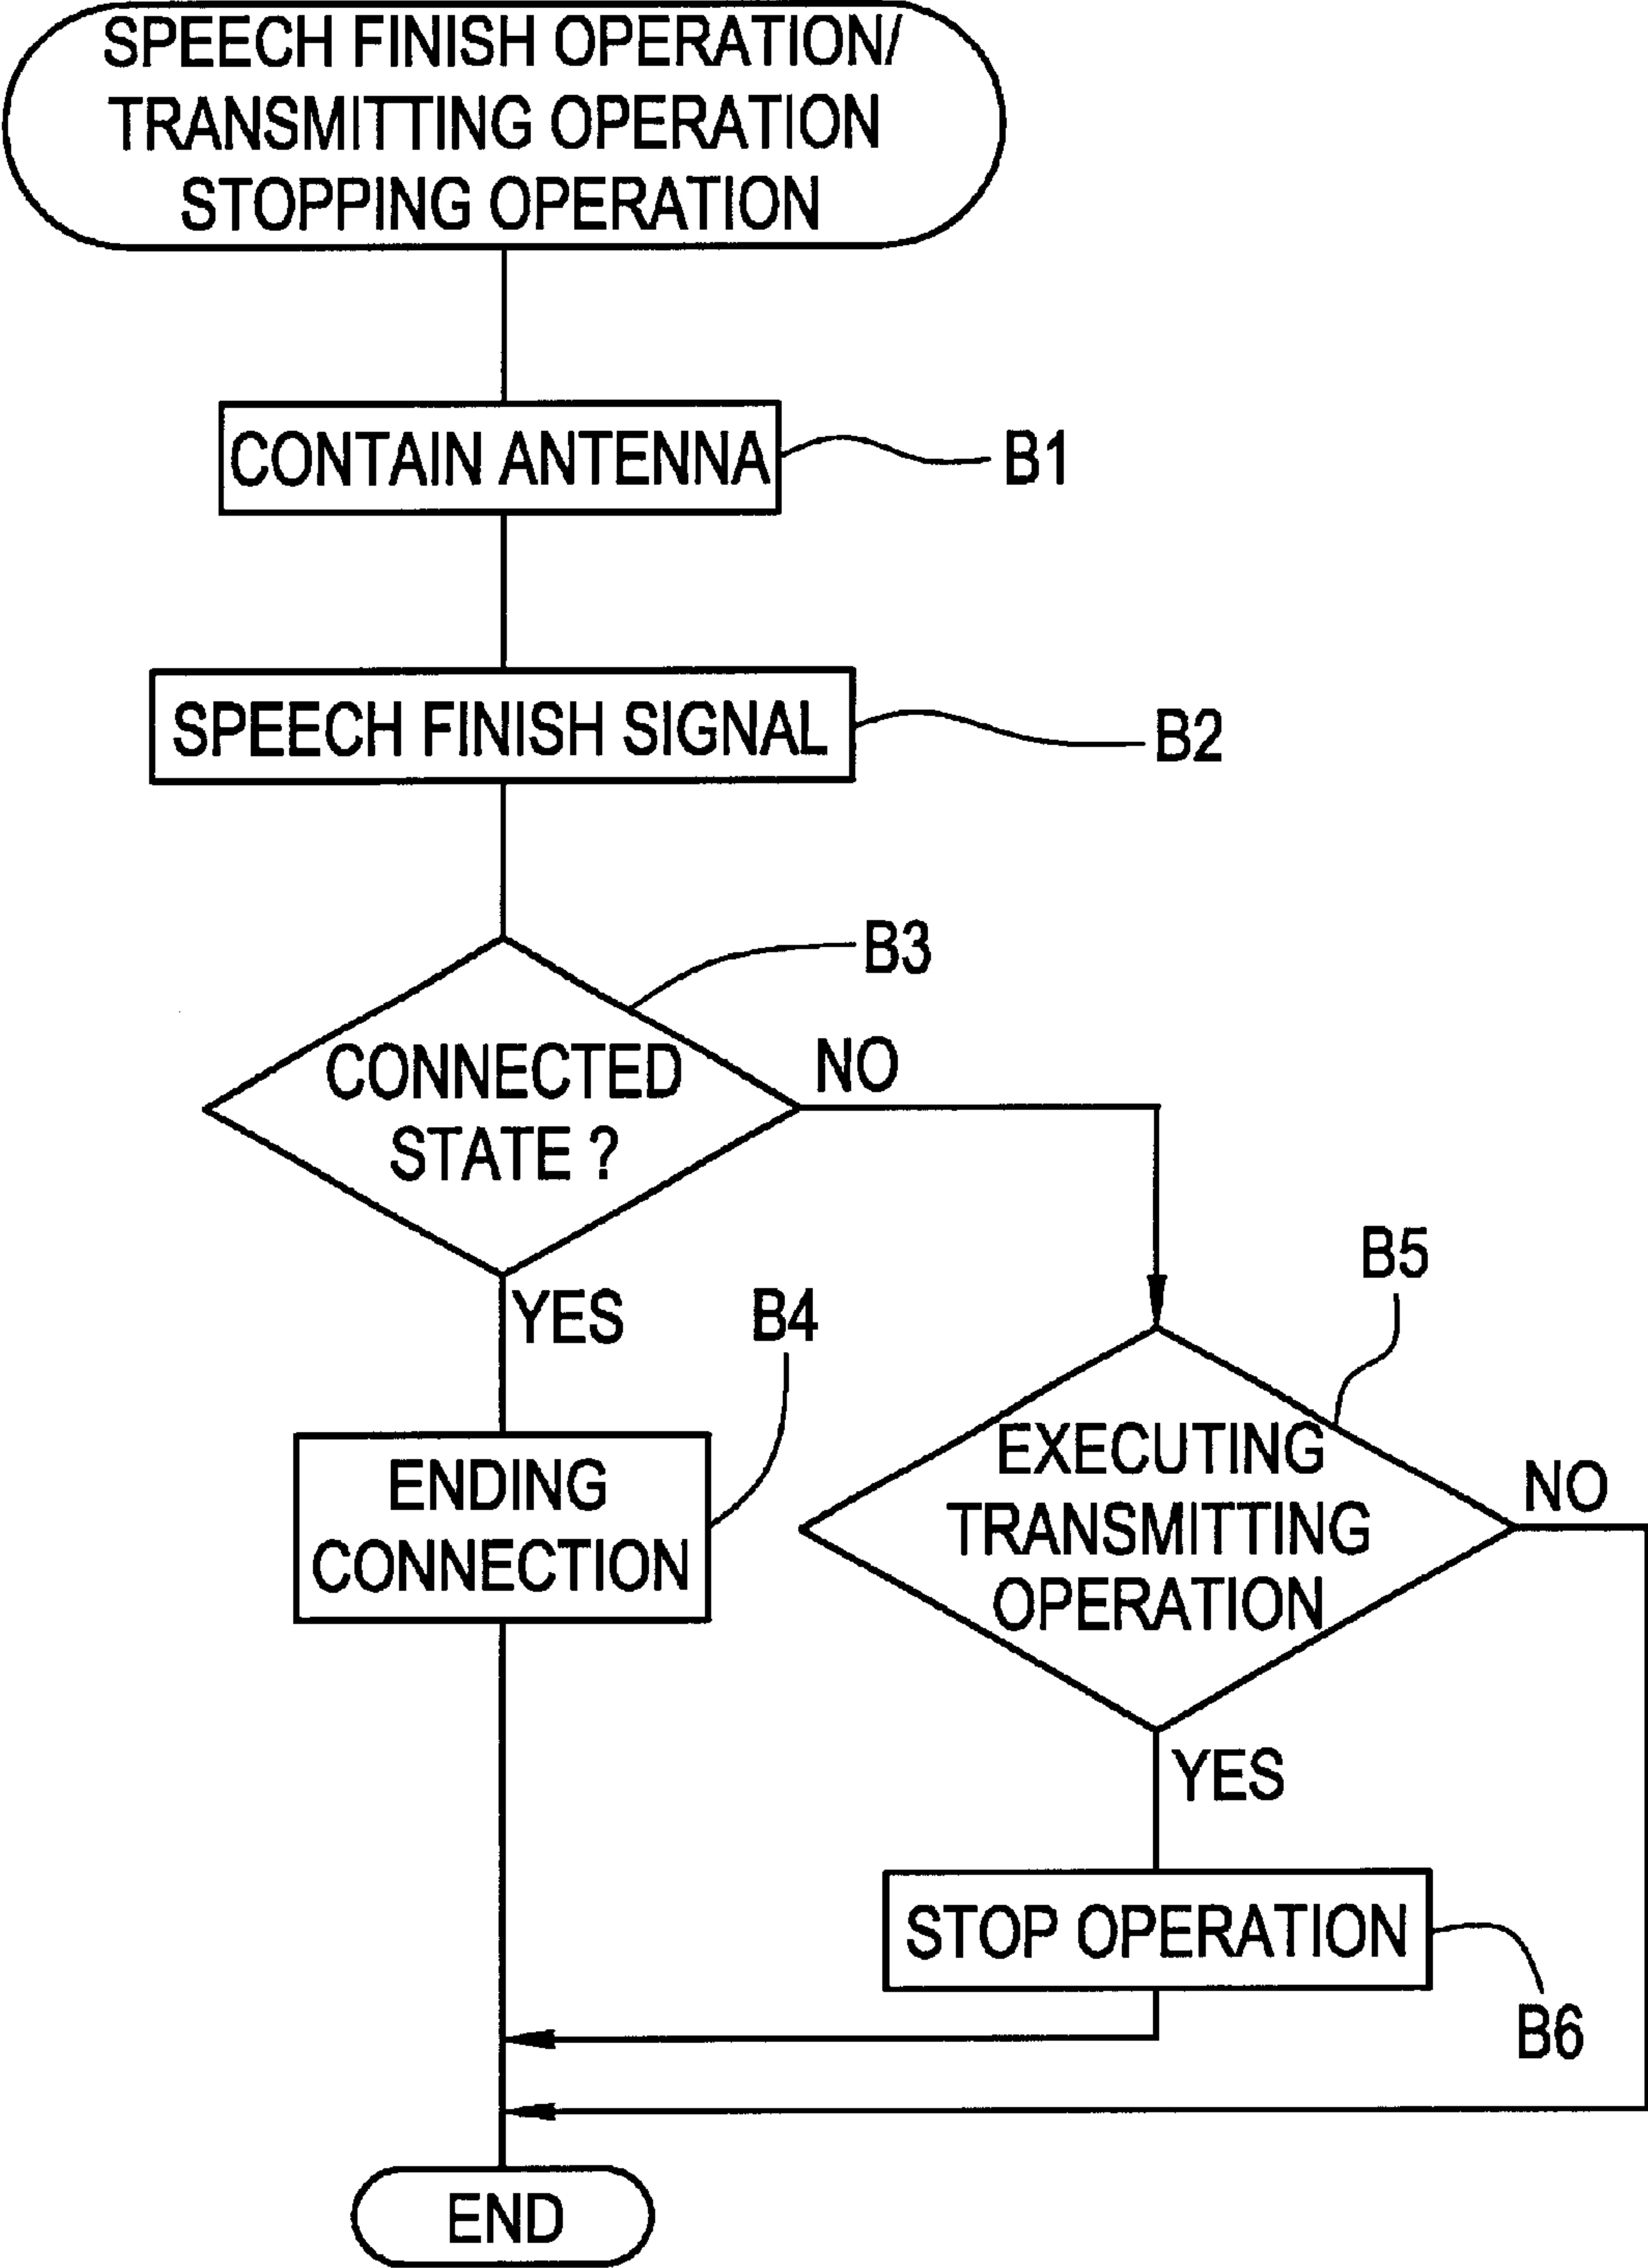 SPEECH FINISH OPERATION/
TRANSMITTING OPERATION
STOPPING OPERATION
CONTAIN ANTENNA
B1
SPEECH FINISH SIGNAL
B2
B3
CONNECTED
STATE ?
NO
YES
B4
ENDING
CONNECTION
B5
EXECUTING
TRANSMITTING
OPERATION
NO
YES
STOP OPERATION
B6
END